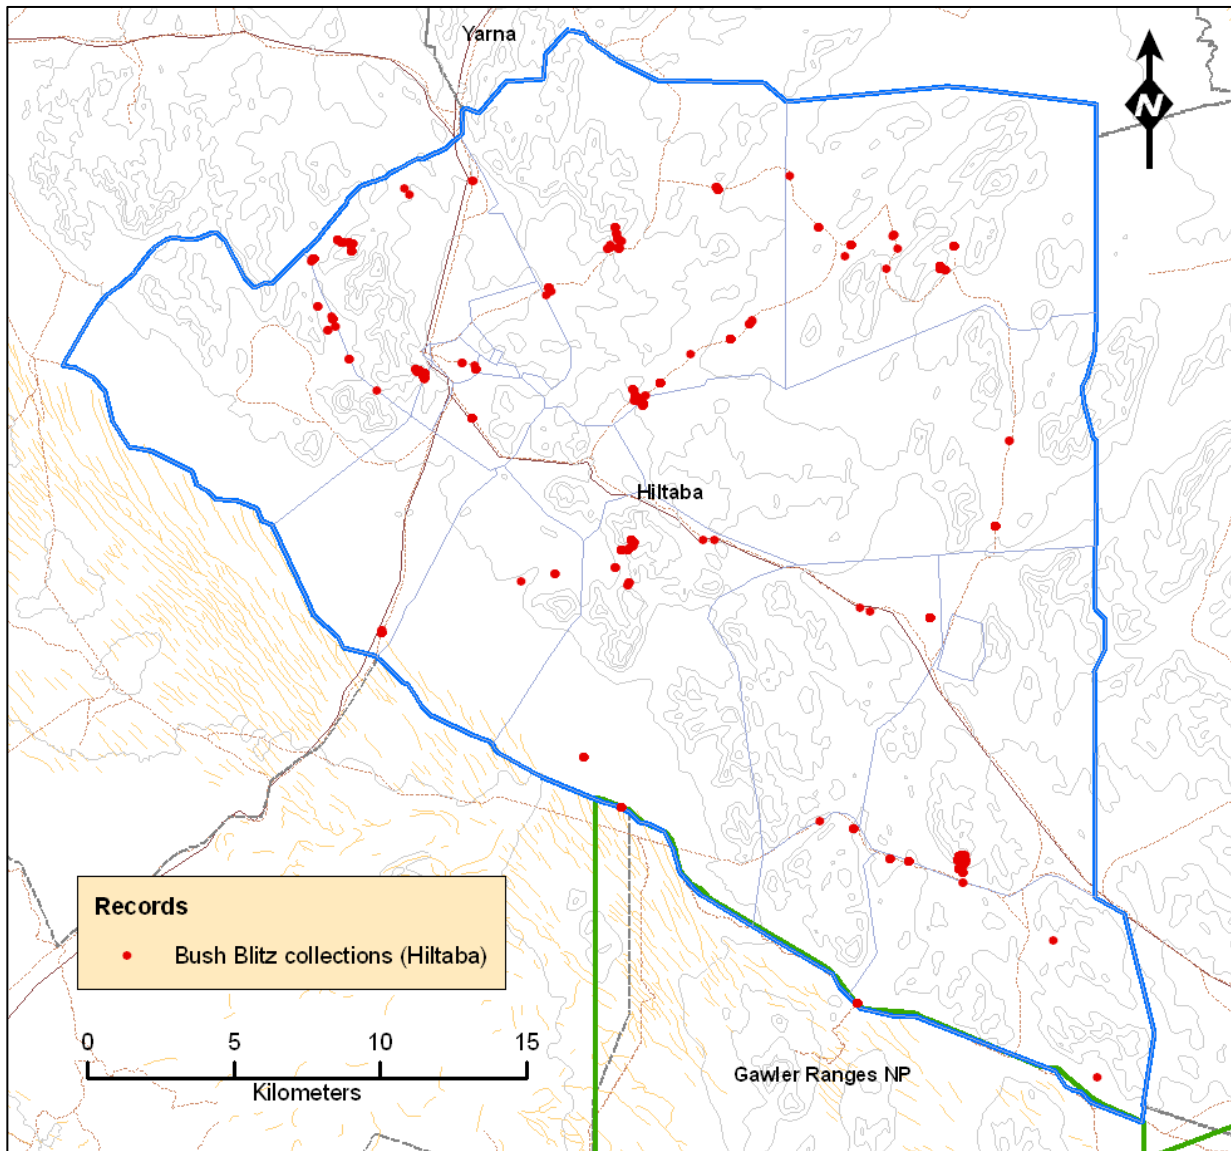 Yarna
N
Hiltaba
Records
Bush Blitz collections (Hiltaba)
0 5 10 15
Kilometers
Gawler Ranges NP